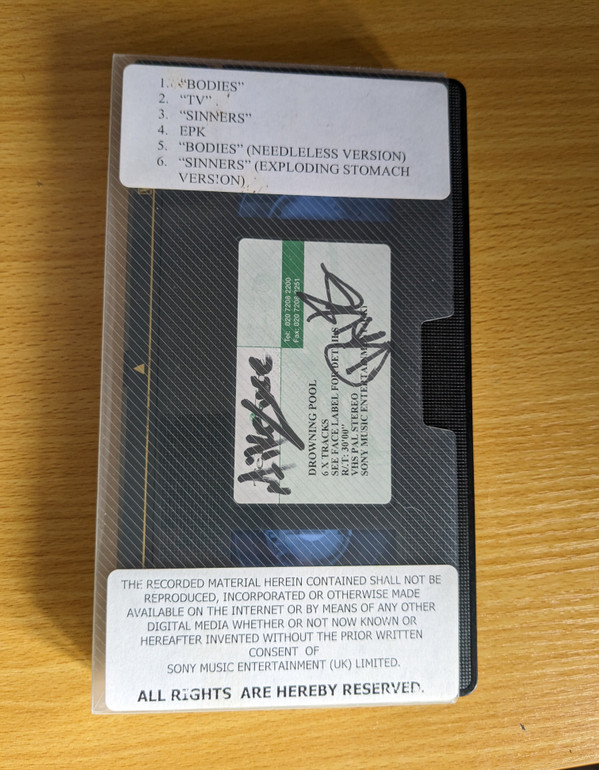 1. "BODIES"
2. "TV"
3. "SINNERS"
4. EPK
5. "BODIES" (NEEDLELESS VERSION)
6. "SINNERS" (EXPLODING STOMACH
VERSION)
Tel: 020 7208 2200
Fax: 020 7208
DROWNING POOL
6 X TRACKS
SEE FACE LABEL FOR DETAILS
R/T: 30'00"
VHS PAL STEREO
SONY MUSIC ENTERTAINMENT
THE RECORDED MATERIAL HEREIN CONTAINED SHALL NOT BE
REPRODUCED, INCORPORATED OR OTHERWISE MADE
AVAILABLE ON THE INTERNET OR BY MEANS OF ANY OTHER
DIGITAL MEDIA WHETHER OR NOT NOW KNOWN OR
HEREAFTER INVENTED WITHOUT THE PRIOR WRITTEN
CONSENT OF
SONY MUSIC ENTERTAINMENT (UK) LIMITED.
ALL RIGHTS ARE HEREBY RESERVED.